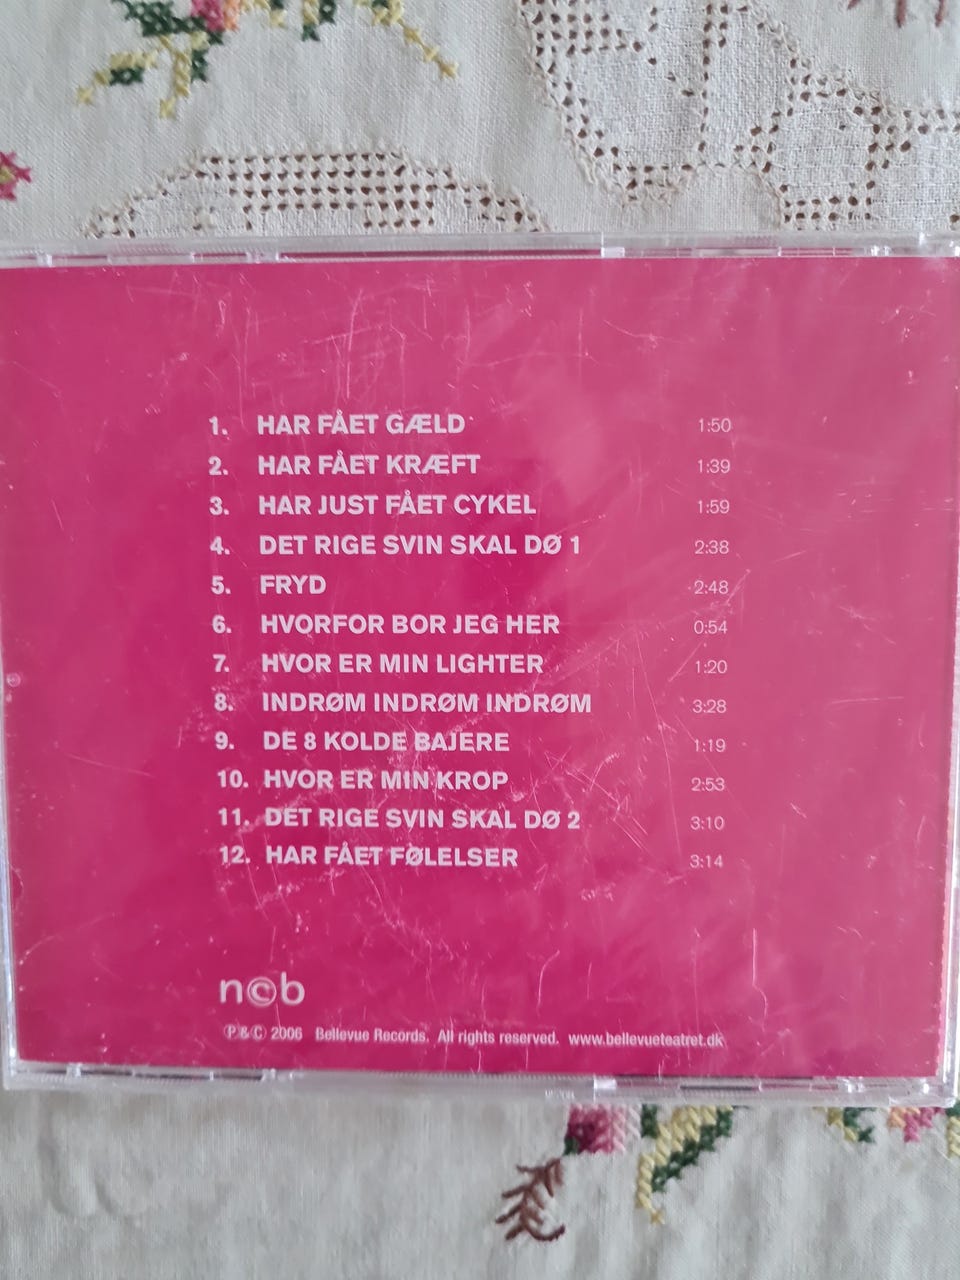 1. HAR FÅET GÆLD 1:50
2. HAR FÅET KRÆFT 1:39
3. HAR JUST FÅET CYKEL 1:59
4. DET RIGE SVIN SKAL DØ 1 2:38
5. FRYD 2:48
6. HVORFOR BOR JEG HER 0:54
7. HVOR ER MIN LIGHTER 1:20
8. INDRØM INDRØM INDRØM 3:28
9. DE 8 KOLDE BAJERE 1:19
10. HVOR ER MIN KROP 2:53
11. DET RIGE SVIN SKAL DØ 2 3:10
12. HAR FÅET FØLELSER 3:14
n©b
℗ & © 2006 Bellevue Records. All rights reserved. www.bellevueteatret.dk